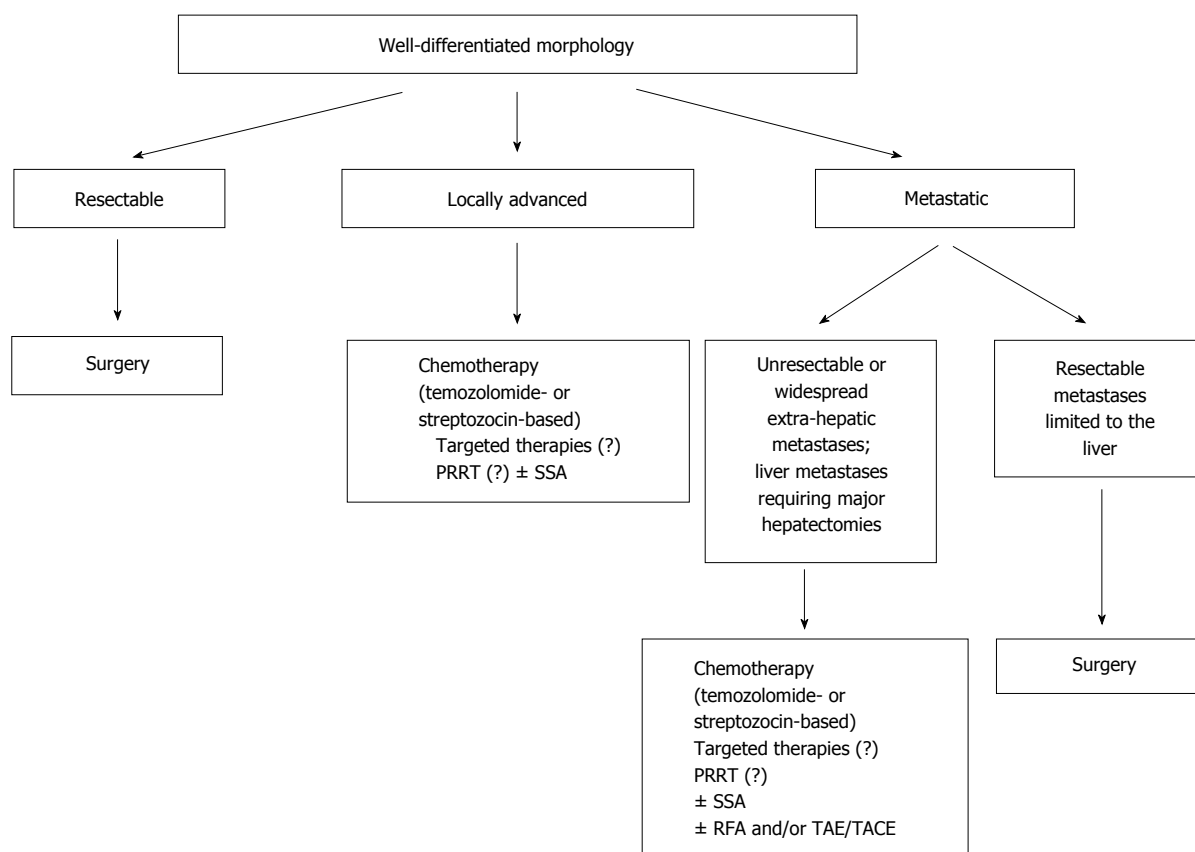 Well-differentiated morphology
Resectable
Locally advanced
Metastatic
Surgery
Chemotherapy
(temozolomide- or
streptozocin-based)
Targeted therapies (?)
PRRT (?) ± SSA
Unresectable or
widespread
extra-hepatic
metastases;
liver metastases
requiring major
hepatectomies
Resectable
metastases
limited to the
liver
Chemotherapy
(temozolomide- or
streptozocin-based)
Targeted therapies (?)
PRRT (?)
± SSA
± RFA and/or TAE/TACE
Surgery